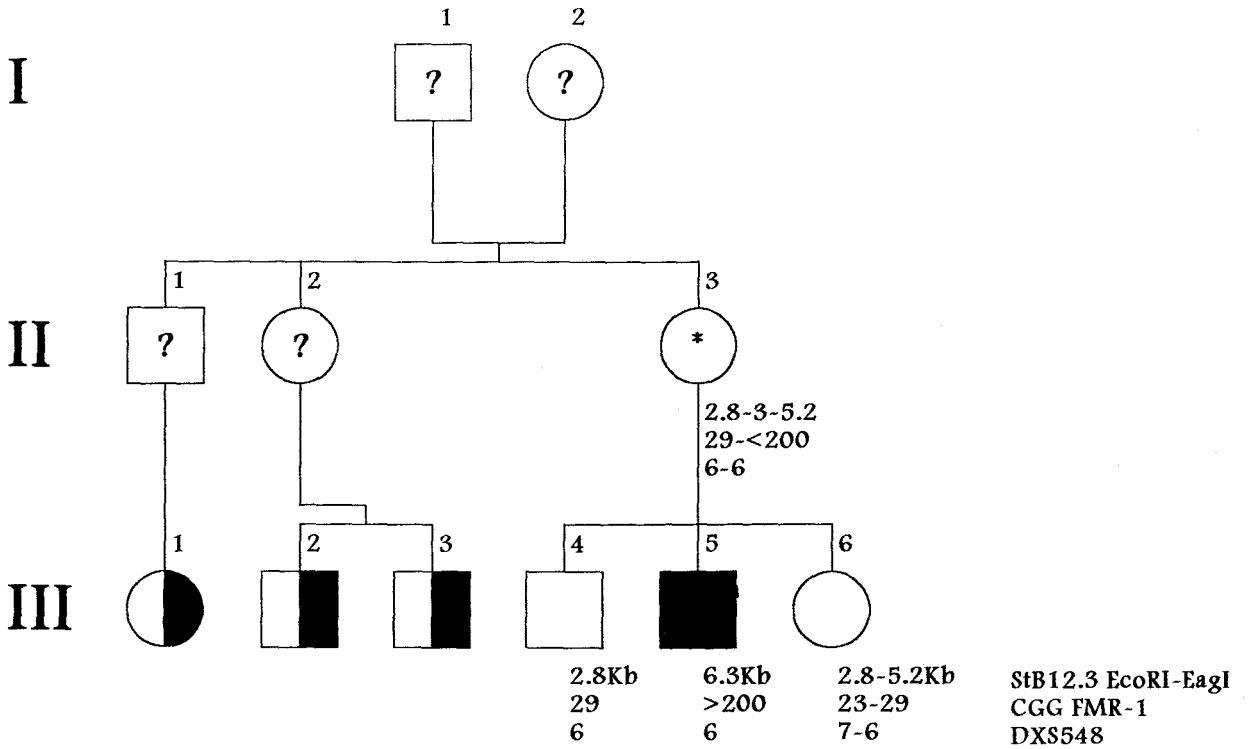 1 2
I ? ?
1 2 3
II ? ? *
2.8-3-5.2
29-<200
6-6
1 2 3 4 5 6
III
2.8Kb 6.3Kb 2.8-5.2Kb StB12.3 EcoRI-EagI
29 >200 23-29 CGG FMR-1
6 6 7-6 DXS548